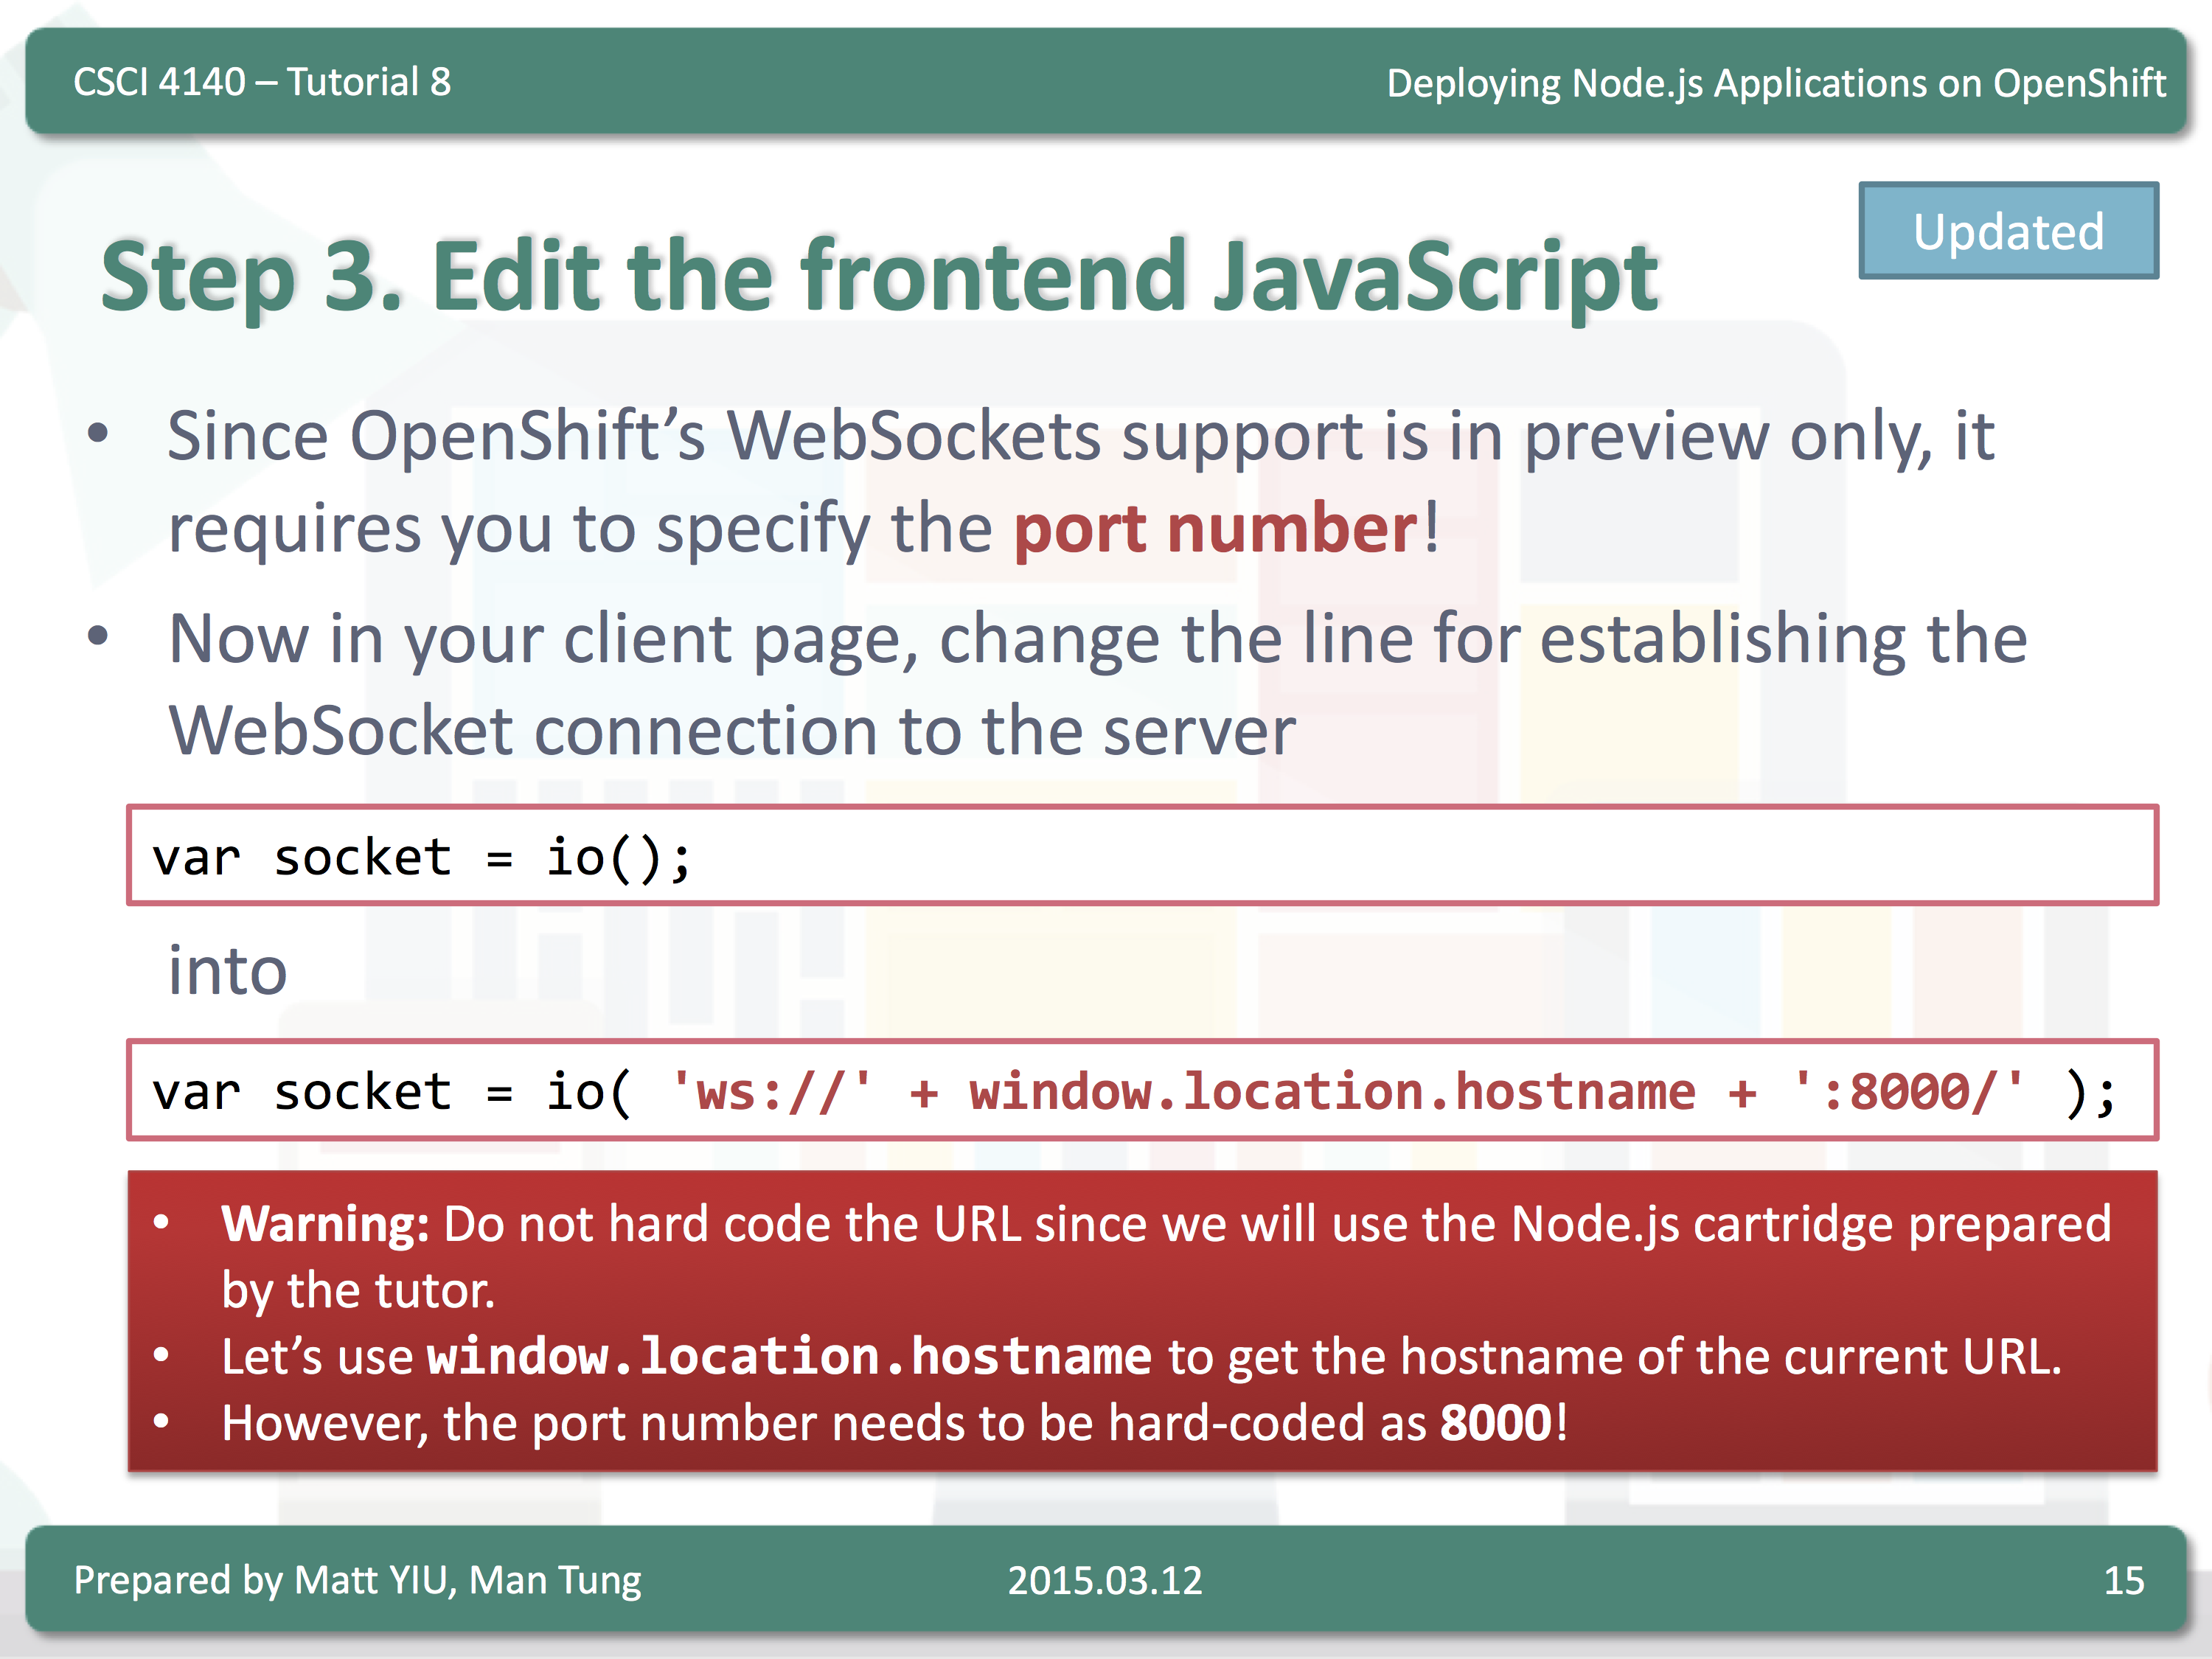 CSCI 4140 – Tutorial 8
Deploying Node.js Applications on OpenShift
Updated
Step 3. Edit the frontend JavaScript
• Since OpenShift’s WebSockets support is in preview only, it
requires you to specify the port number!
• Now in your client page, change the line for establishing the
WebSocket connection to the server
var socket = io();
into
var socket = io( 'ws://' + window.location.hostname + ':8000/' );
• Warning: Do not hard code the URL since we will use the Node.js cartridge prepared
by the tutor.
• Let’s use window.location.hostname to get the hostname of the current URL.
• However, the port number needs to be hard-coded as 8000!
Prepared by Matt YIU, Man Tung
2015.03.12
15